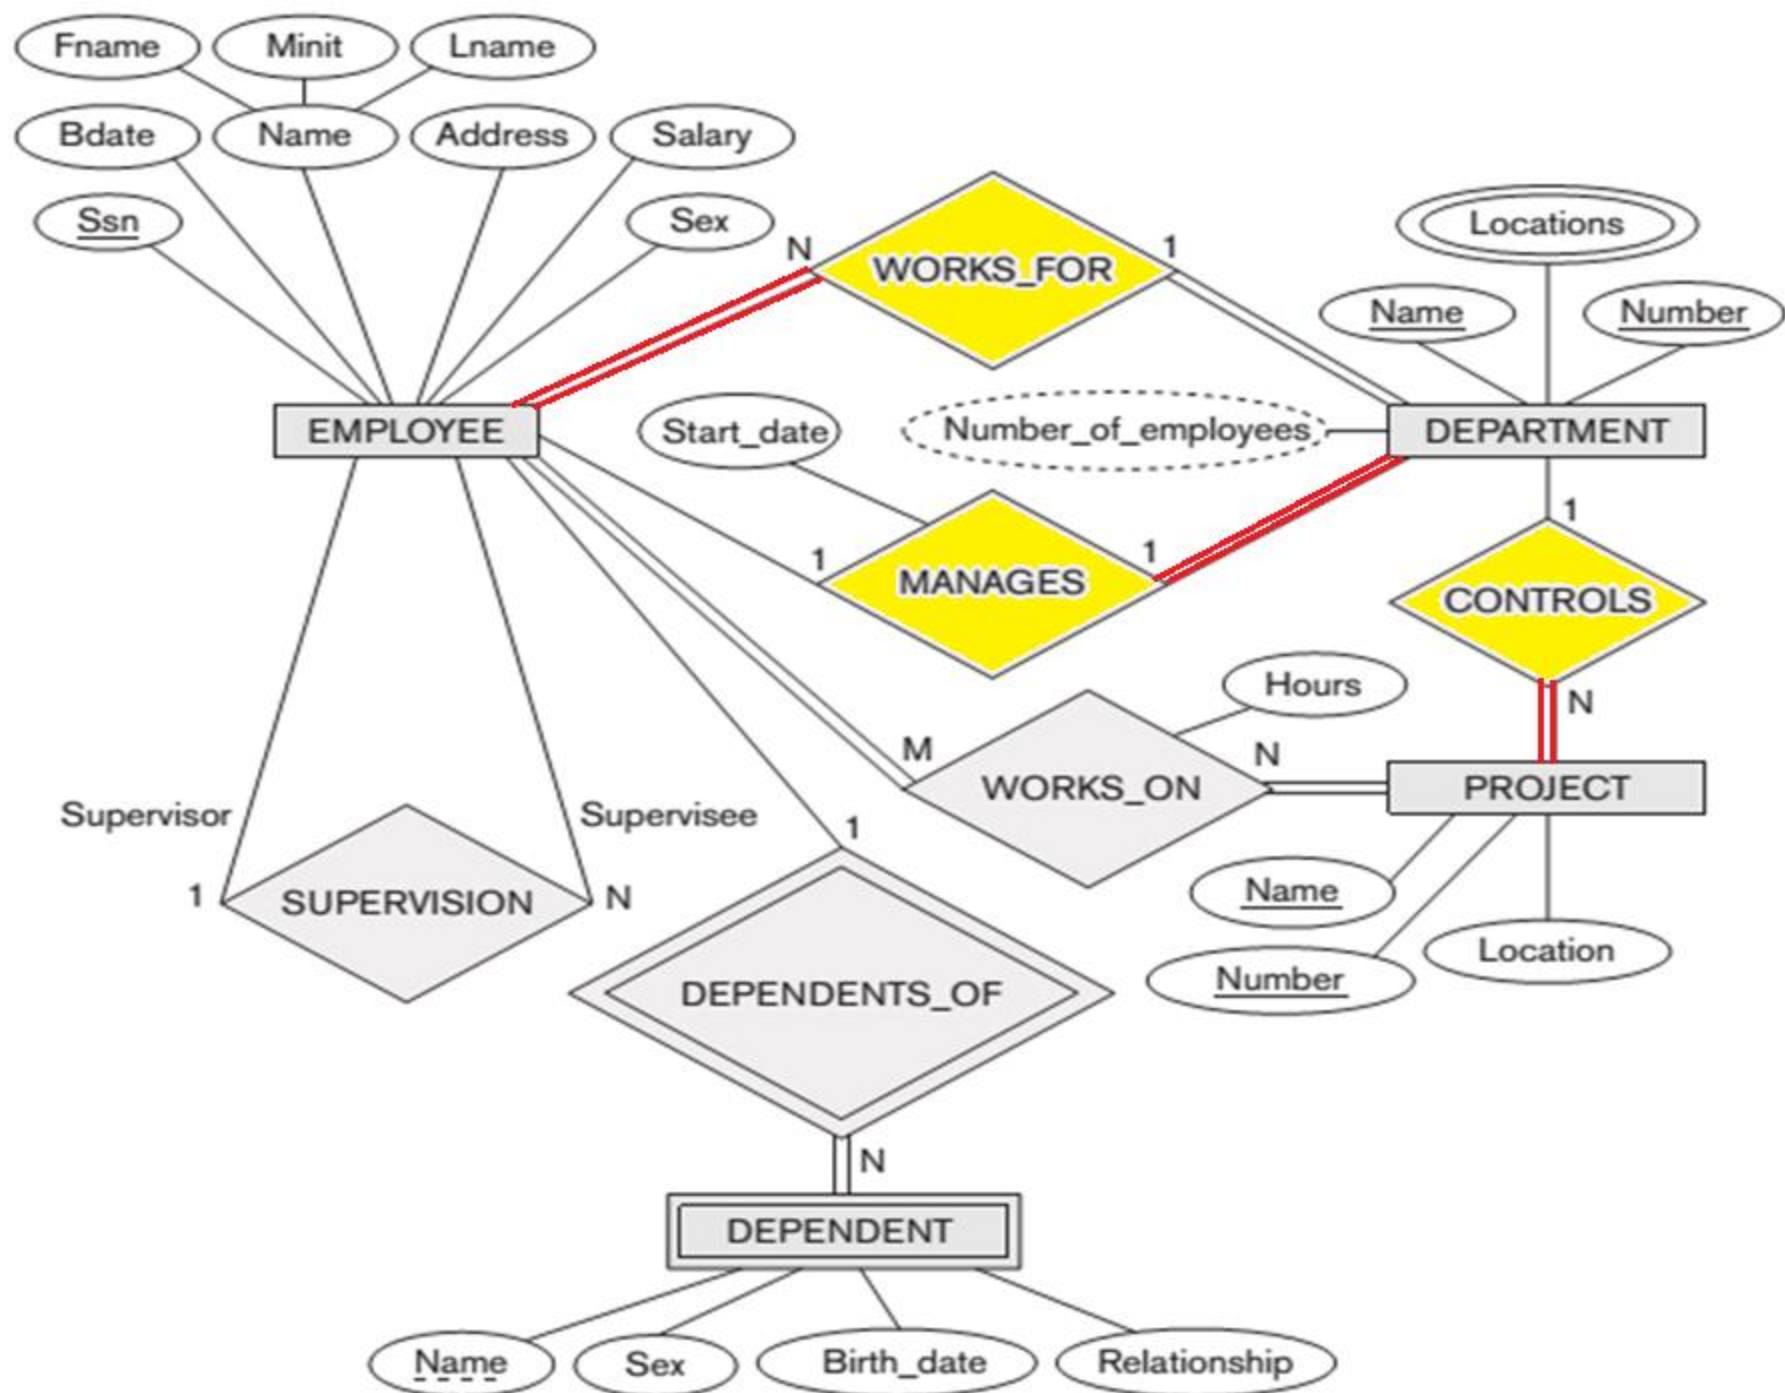 Fname Minit Lname
Bdate Name Address Salary
Ssn Sex
N WORKS_FOR 1
Locations
Name Number
EMPLOYEE
Start_date
Number_of_employees
DEPARTMENT
1 MANAGES 1
1
CONTROLS
N
Hours
M WORKS_ON N
PROJECT
Supervisor
Supervisee
1 SUPERVISION N
1
Name
Number
Location
DEPENDENTS_OF
N
DEPENDENT
Name Sex Birth_date Relationship